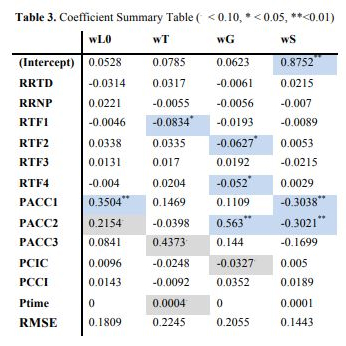 Table 3. Coefficient Summary Table (· < 0.10, * < 0.05, **<0.01)
wL0 wT wG wS
(Intercept) 0.0528 0.0785 0.0623 0.8752**
RRTD -0.0314 0.0317 -0.0061 0.0215
RRNP 0.0221 -0.0055 -0.0056 -0.007
RTF1 -0.0046 -0.0834* -0.0193 -0.0089
RTF2 0.0338 0.0335 -0.0627* 0.0053
RTF3 0.0131 0.017 0.0192 -0.0215
RTF4 -0.004 0.0204 -0.052* 0.0029
PACC1 0.3504** 0.1469 0.1109 -0.3038**
PACC2 0.2154· -0.0398 0.563** -0.3021**
PACC3 0.0841 0.4373· 0.144 -0.1699
PCIC 0.0096 -0.0248 -0.0327· 0.005
PCCI 0.0143 -0.0092 0.0352 0.0189
Ptime 0 0.0004· 0 0.0001
RMSE 0.1809 0.2245 0.2055 0.1443